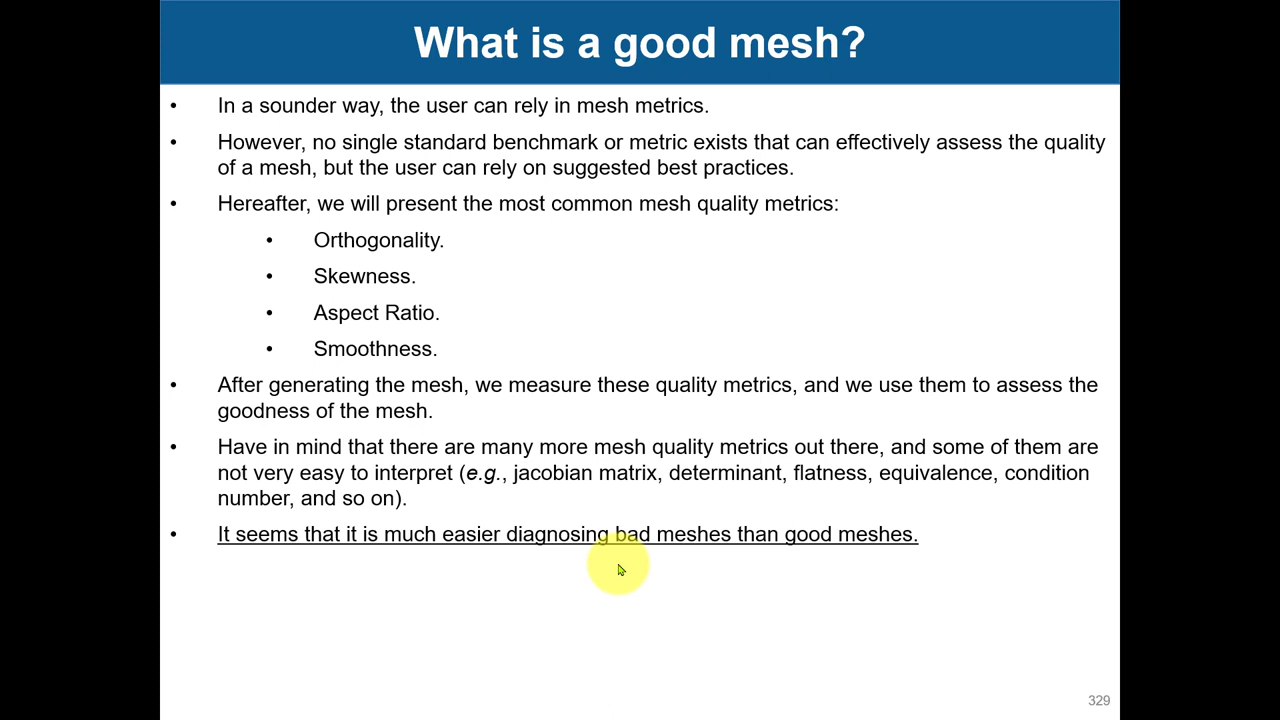 What is a good mesh?
• In a sounder way, the user can rely in mesh metrics.
• However, no single standard benchmark or metric exists that can effectively assess the quality
of a mesh, but the user can rely on suggested best practices.
• Hereafter, we will present the most common mesh quality metrics:
• Orthogonality.
• Skewness.
• Aspect Ratio.
• Smoothness.
• After generating the mesh, we measure these quality metrics, and we use them to assess the
goodness of the mesh.
• Have in mind that there are many more mesh quality metrics out there, and some of them are
not very easy to interpret (e.g., jacobian matrix, determinant, flatness, equivalence, condition
number, and so on).
• It seems that it is much easier diagnosing bad meshes than good meshes.
329